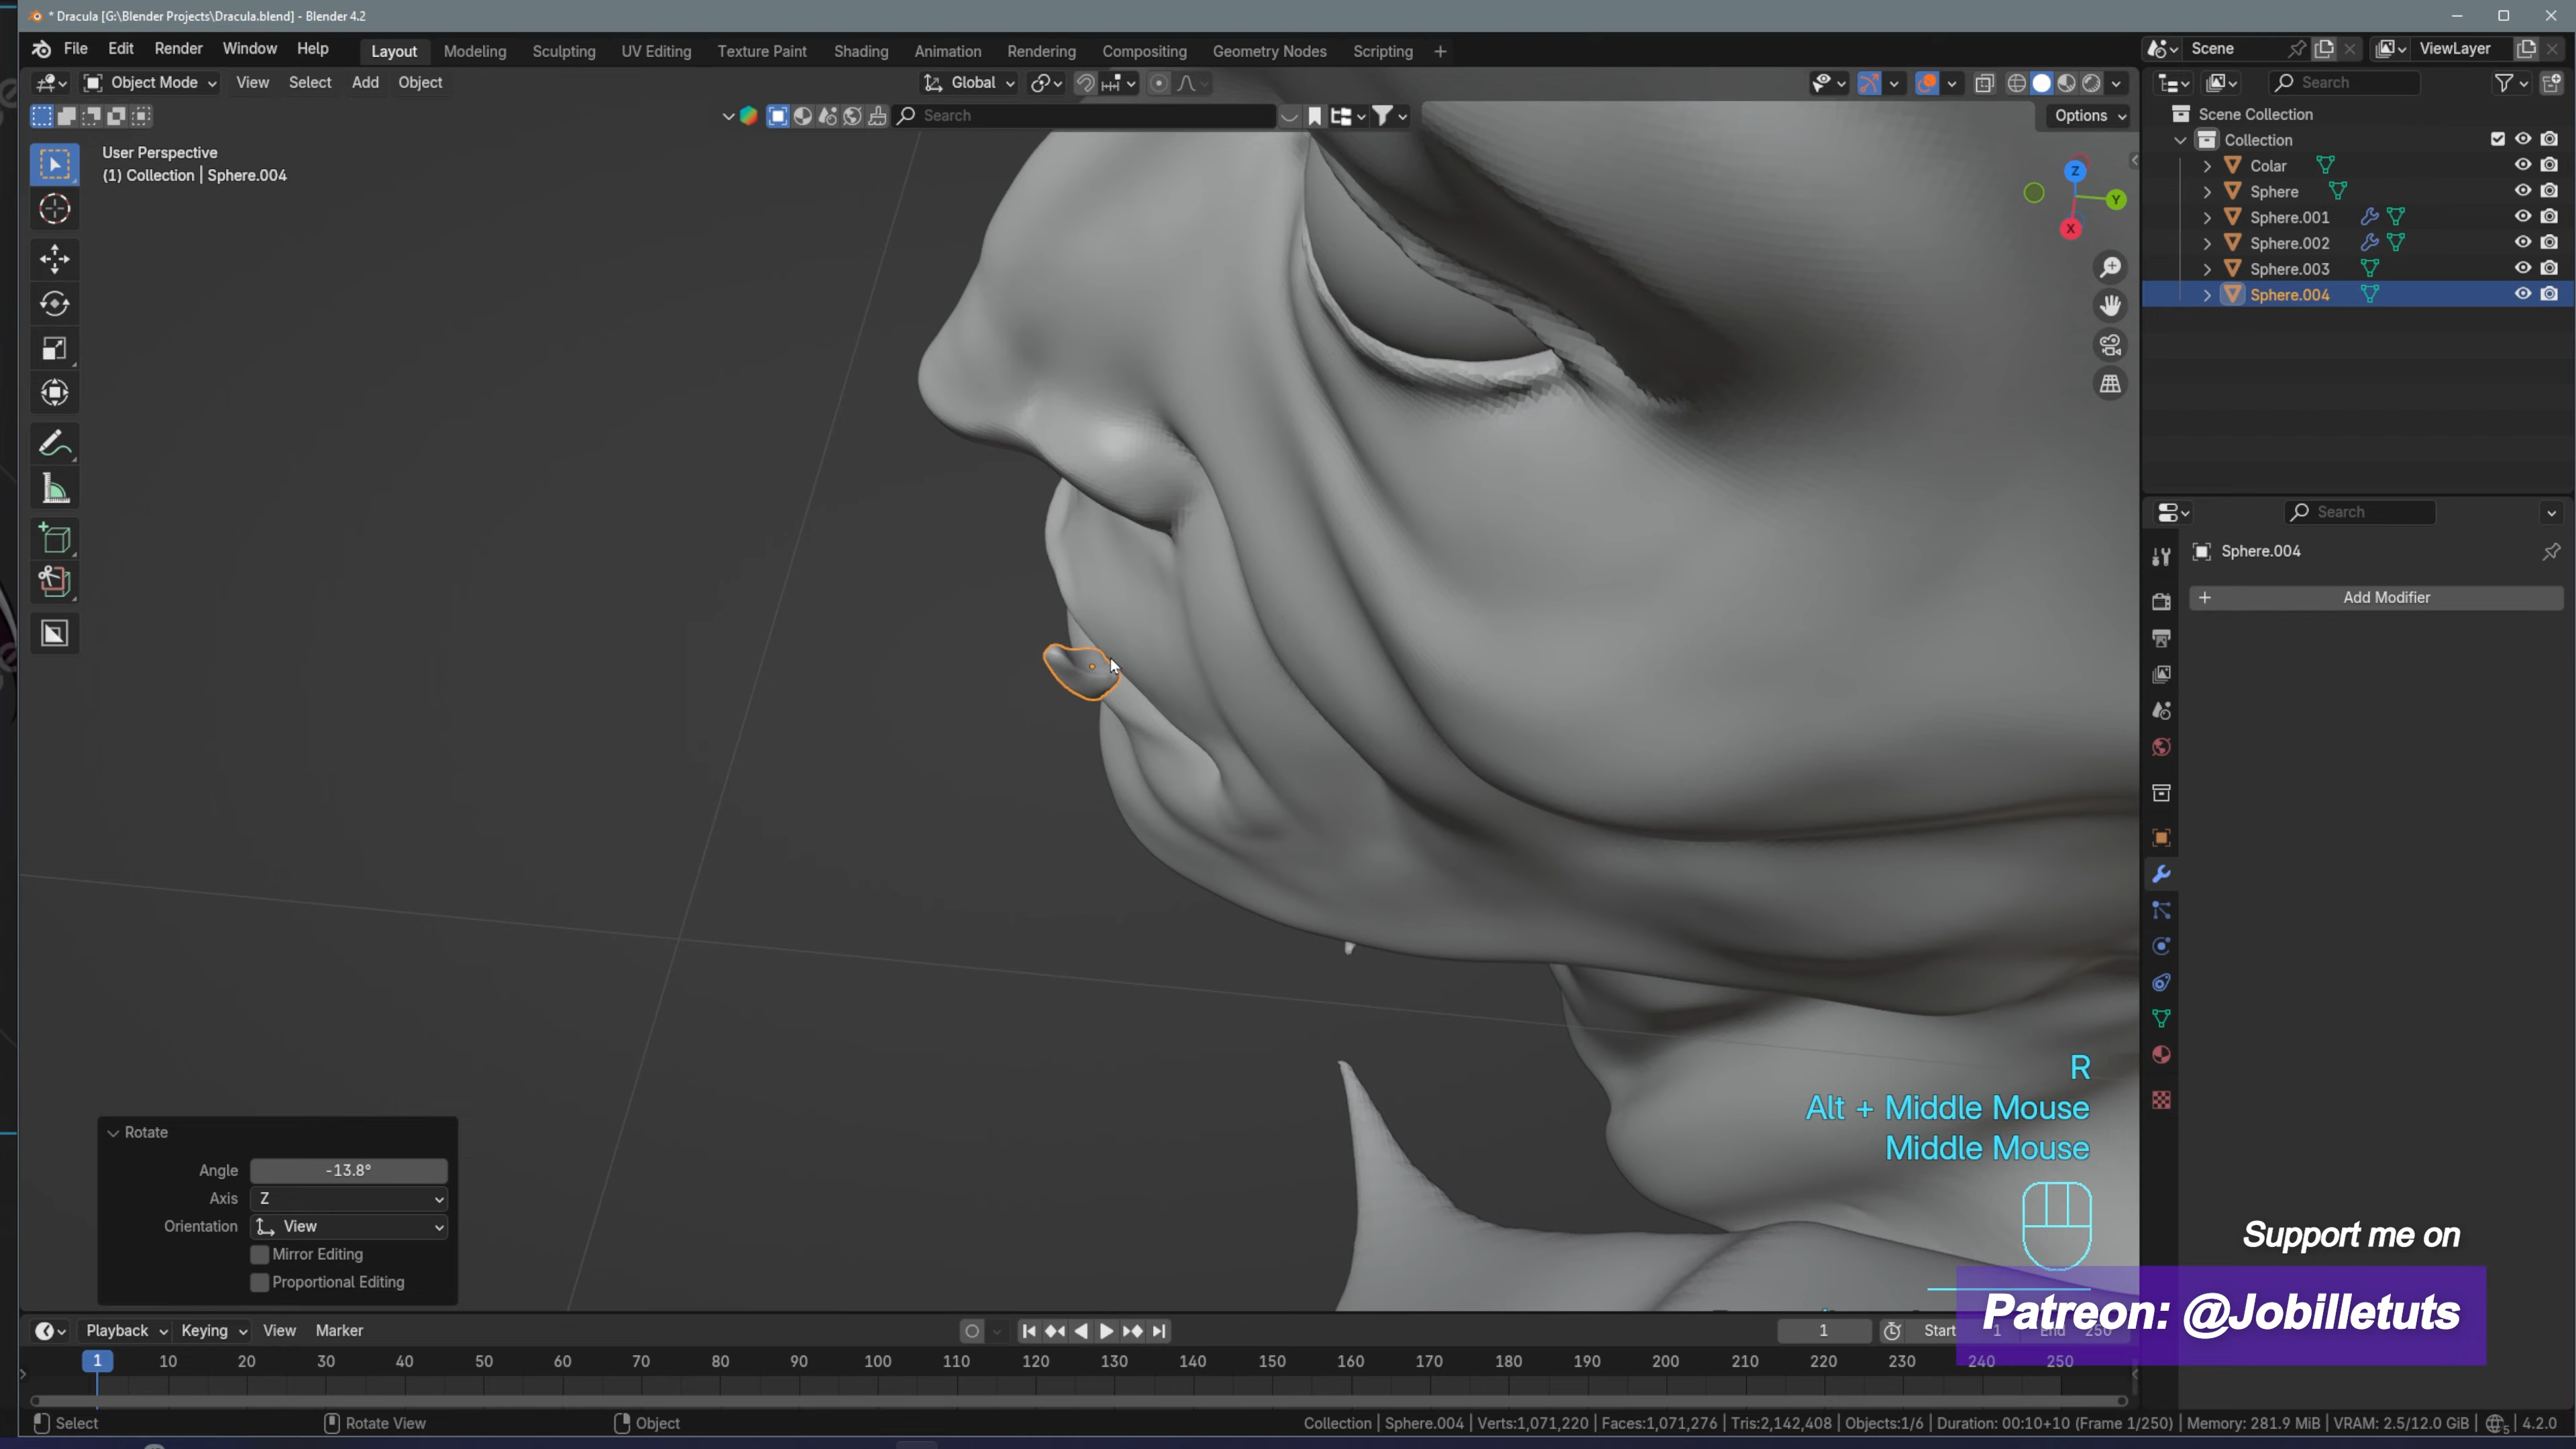 * Dracula [G:\Blender Projects\Dracula.blend] - Blender 4.2
File Edit Render Window Help Layout Modeling Sculpting UV Editing Texture Paint Shading Animation Rendering Compositing Geometry Nodes Scripting + Scene ViewLayer
Object Mode View Select Add Object Global Search
Search Options
User Perspective
(1) Collection | Sphere.004
Z
Y
X
Scene Collection
Collection
Colar
Sphere
Sphere.001
Sphere.002
Sphere.003
Sphere.004
Search
Sphere.004
+ Add Modifier
R
Alt + Middle Mouse
Middle Mouse
Rotate
Angle -13.8°
Axis Z
Orientation View
Mirror Editing
Proportional Editing
Support me on
Patreon: @Jobilletuts
Playback Keying View Marker 1 Start 1 End 250
1 10 20 30 40 50 60 70 80 90 100 110 120 130 140 150 160 170 180 190 200 210 220 230 240 250
Select Rotate View Object Collection | Sphere.004 | Verts:1,071,220 | Faces:1,071,276 | Tris:2,142,408 | Objects:1/6 | Duration: 00:10+10 (Frame 1/250) | Memory: 281.9 MiB | VRAM: 2.5/12.0 GiB | 5 | 4.2.0